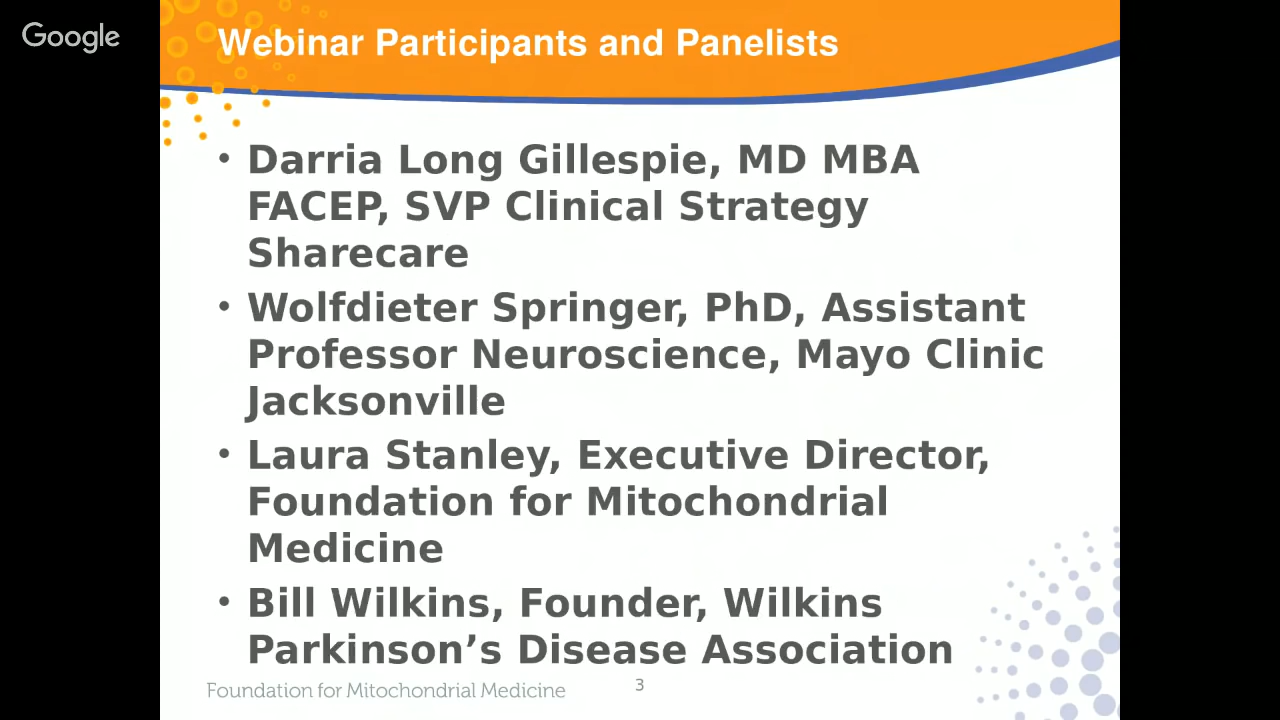 Google
Webinar Participants and Panelists
• Darria Long Gillespie, MD MBA
FACEP, SVP Clinical Strategy
Sharecare
• Wolfdieter Springer, PhD, Assistant
Professor Neuroscience, Mayo Clinic
Jacksonville
• Laura Stanley, Executive Director,
Foundation for Mitochondrial
Medicine
• Bill Wilkins, Founder, Wilkins
Parkinson’s Disease Association
Foundation for Mitochondrial Medicine
3